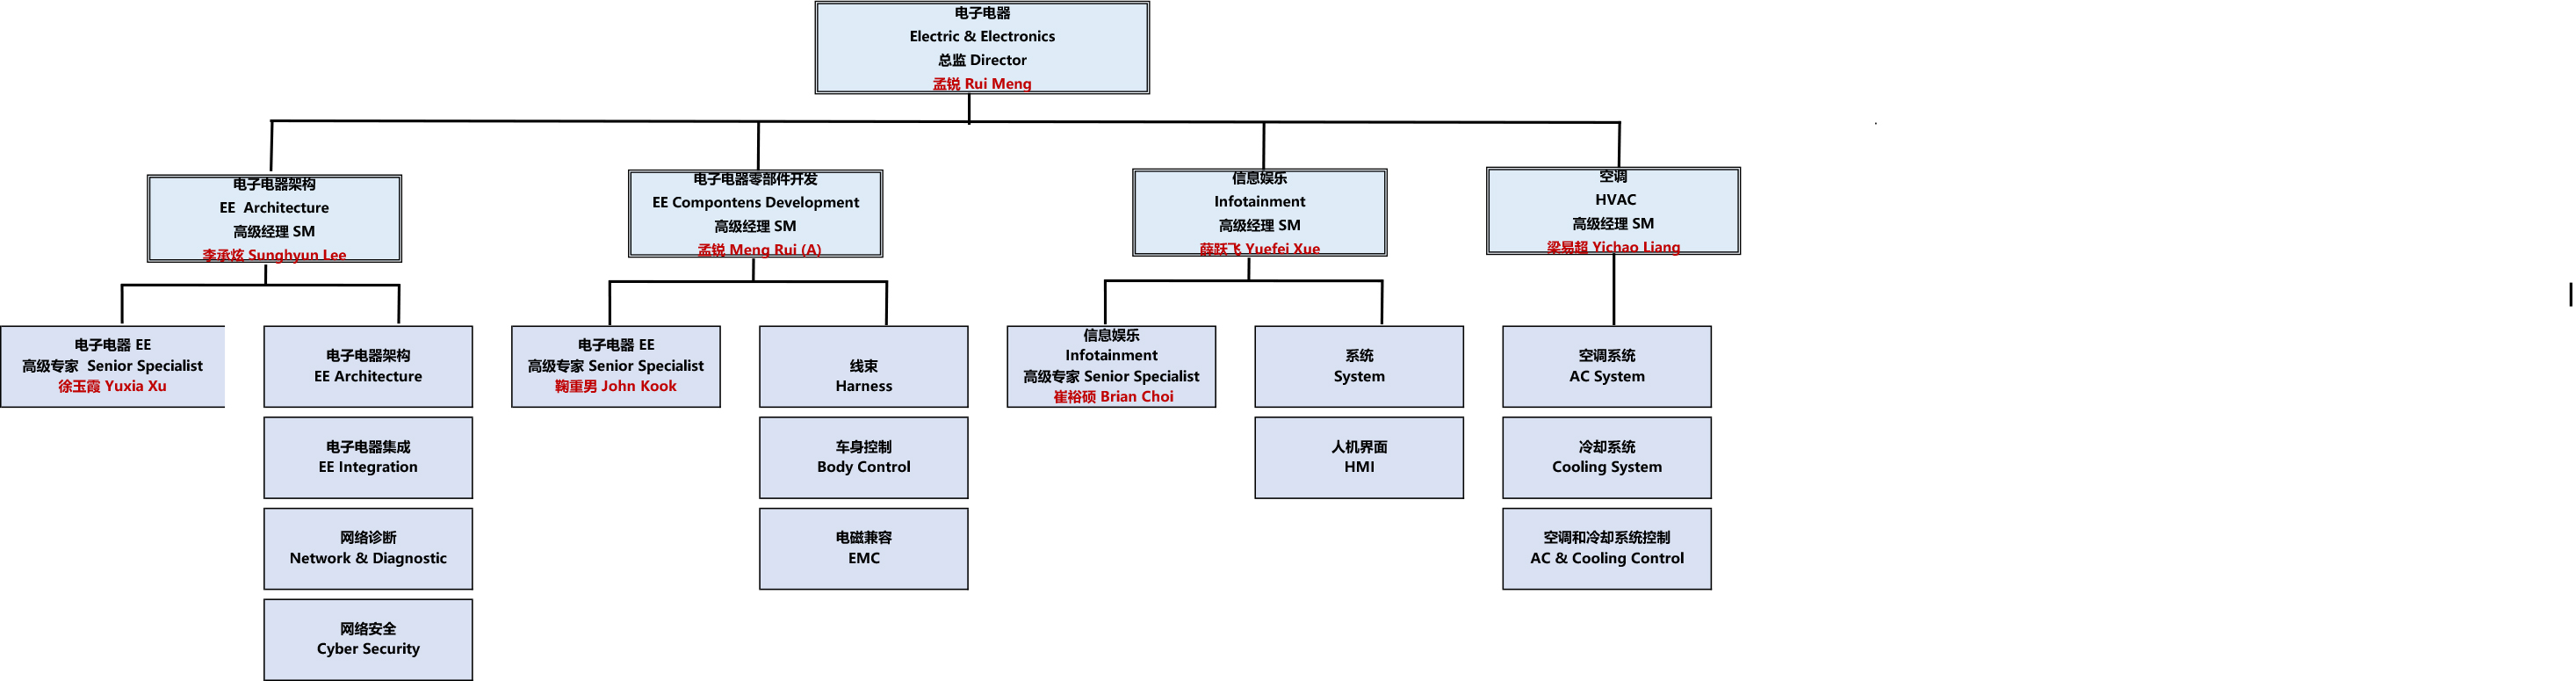 电子电器
Electric & Electronics
总监 Director
孟锐 Rui Meng
电子电器架构
EE  Architecture
高级经理 SM
李承炫 Sunghyun Lee
电子电器零部件开发
EE Compontens Development
高级经理 SM
孟锐 Meng Rui (A)
信息娱乐
Infotainment
高级经理 SM
薛跃飞 Yuefei Xue
空调
HVAC
高级经理 SM
梁易超 Yichao Liang
电子电器 EE
高级专家  Senior Specialist
徐玉霞 Yuxia Xu
电子电器架构
EE Architecture
电子电器集成
EE Integration
网络诊断
Network & Diagnostic
网络安全
Cyber Security
电子电器 EE
高级专家 Senior Specialist
鞠重男 John Kook
线束
Harness
车身控制
Body Control
电磁兼容
EMC
信息娱乐
Infotainment
高级专家 Senior Specialist
崔裕硕 Brian Choi
系统
System
人机界面
HMI
空调系统
AC System
冷却系统
Cooling System
空调和冷却系统控制
AC & Cooling Control